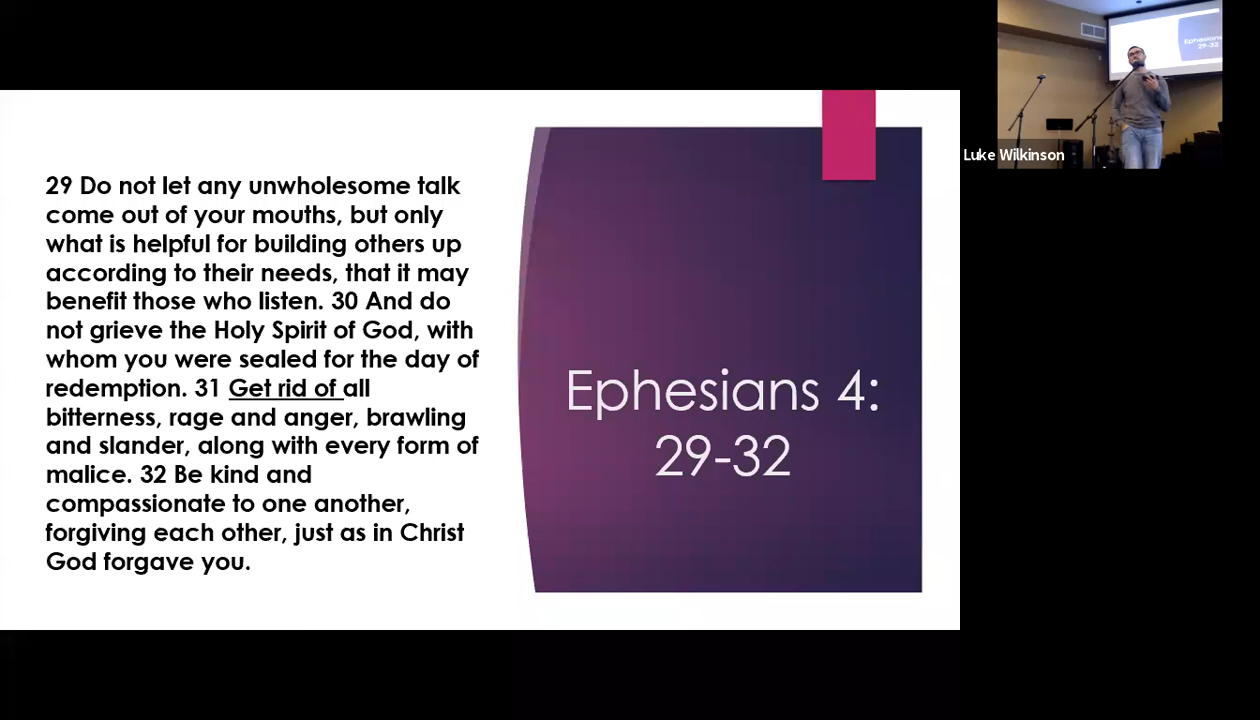 29 Do not let any unwholesome talk
come out of your mouths, but only
what is helpful for building others up
according to their needs, that it may
benefit those who listen. 30 And do
not grieve the Holy Spirit of God, with
whom you were sealed for the day of
redemption. 31 Get rid of all
bitterness, rage and anger, brawling
and slander, along with every form of
malice. 32 Be kind and
compassionate to one another,
forgiving each other, just as in Christ
God forgave you.
Ephesians 4:
29-32
Ephesians
29-32
Luke Wilkinson